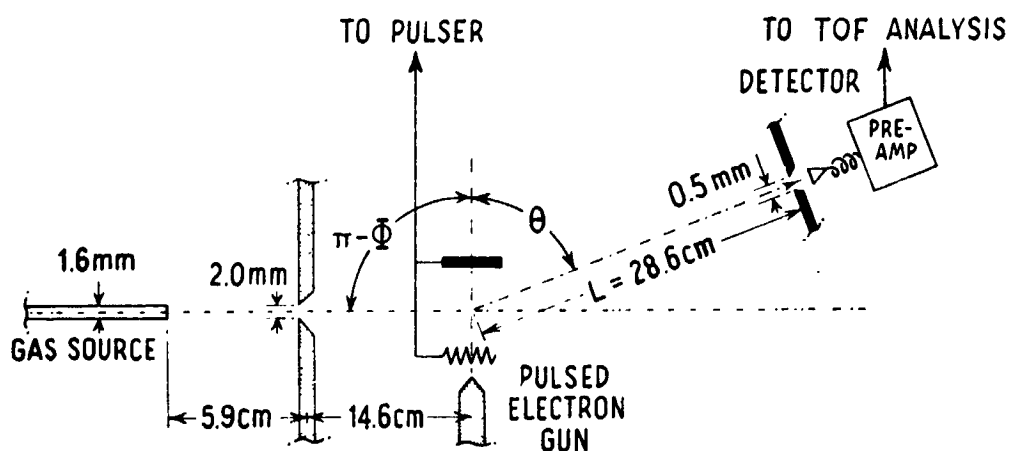 TO PULSER
TO TOF ANALYSIS
DETECTOR
PRE-
AMP
0.5mm
π-Φ
θ
L = 28.6cm
1.6mm
2.0mm
GAS SOURCE
PULSED
ELECTRON
GUN
5.9cm
14.6cm